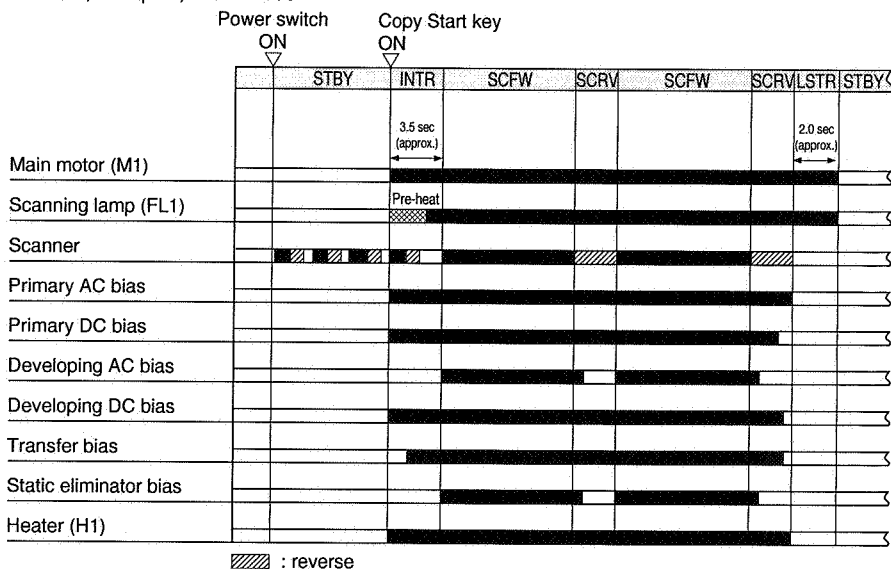 Power switch Copy Start key
ON ON
STBY INTR SCFW SCRV SCFW SCRV LSTR STBY
3.5 sec 2.0 sec
(approx.) (approx.)
Main motor (M1)
Pre-heat
Scanning lamp (FL1)
Scanner
Primary AC bias
Primary DC bias
Developing AC bias
Developing DC bias
Transfer bias
Static eliminator bias
Heater (H1)
: reverse